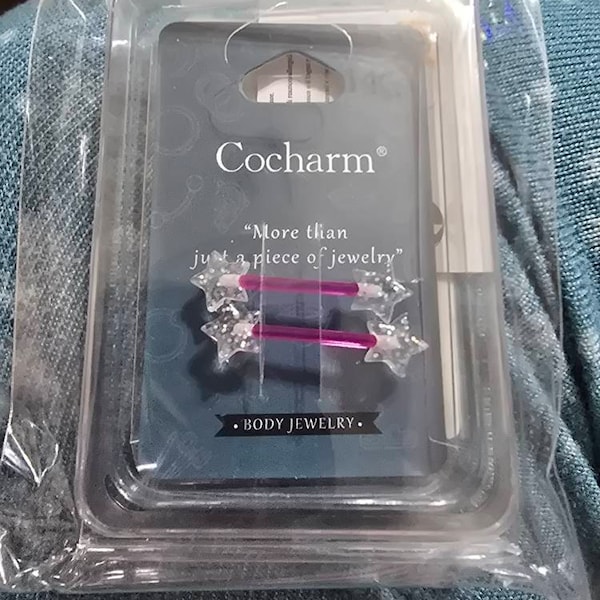 Cocharm®
“More than
just a piece of jewelry”
• BODY JEWELRY •